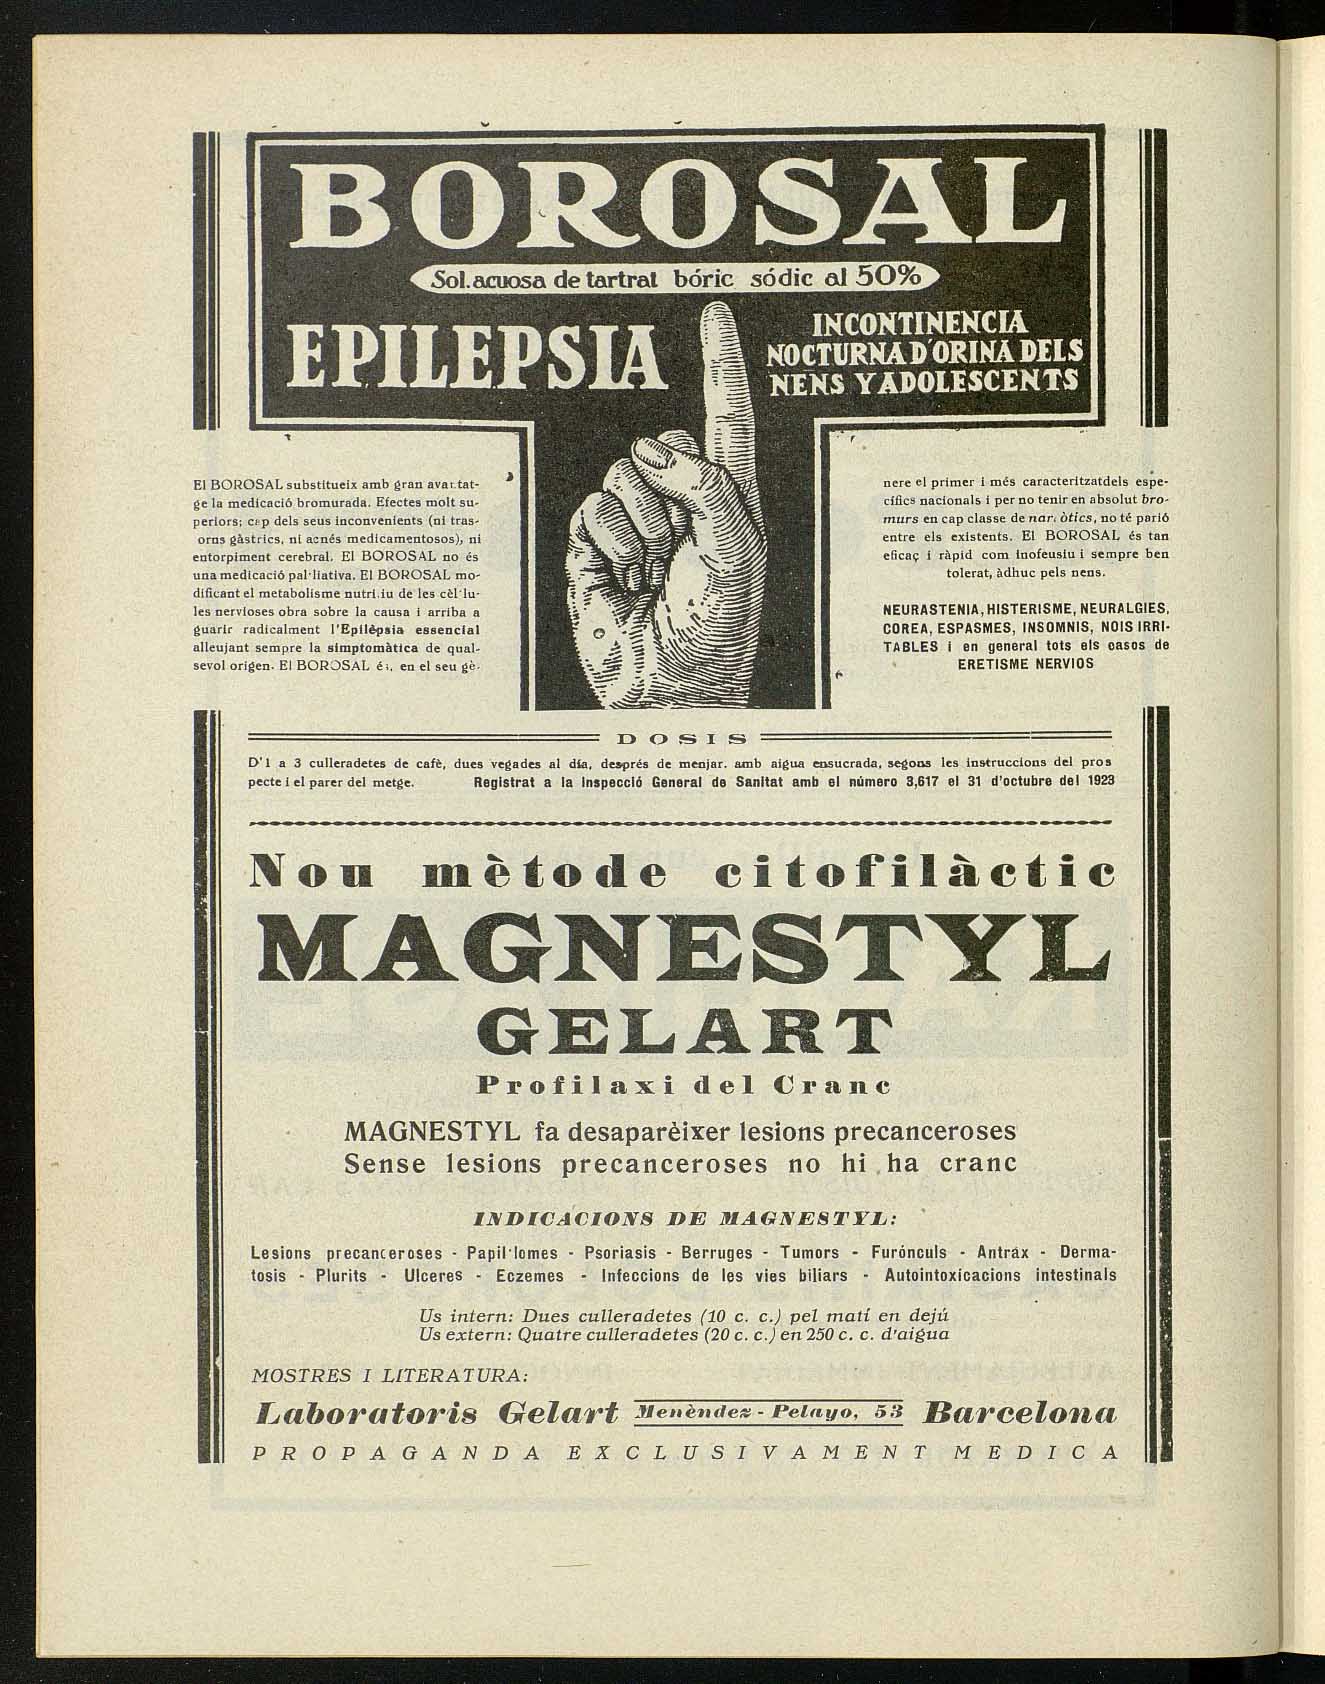 BOROSAL
Sol. acuosa de tartrat bóric sódic al 50%
EPILEPSIA
INCONTINENCIA
NOCTURNA D'ORINA DELS
NENS Y ADOLESCENTS
El BOROSAL substitueix amb gran avar.tat-
ge la medicació bromurada. Efectes molt su-
periors; cap dels seus inconvenients (ni tras-
orns gàstrics, ni acnés medicamentosos), ni
entorpiment cerebral. El BOROSAL no és
una medicació pal·liativa. El BOROSAL mo-
dificant el metabolisme nutri.iu de les cèl·lu-
les nervioses obra sobre la causa i arriba a
guarir radicalment l'Epilèpsia essencial
alleujant sempre la simptomàtica de qual-
sevol origen. El BOROSAL és, en el seu gè-
nere el primer i més caracteritzatdels espe-
cífics nacionals i per no tenir en absolut bro-
murs en cap classe de nar. òtics, no té parió
entre els existents. El BOROSAL és tan
eficaç i ràpid com inofeusiu i sempre ben
tolerat, àdhuc pels nens.
NEURASTENIA, HISTERISME, NEURALGIES,
COREA, ESPASMES, INSOMNIS, NOIS IRRI-
TABLES i en general tots els casos de
ERETISME NERVIOS
DOSIS
D'1 a 3 culleradetes de cafè, dues vegades al dia, després de menjar. amb aigua ensucrada, segons les instruccions del pros
pecte i el parer del metge. Registrat a la Inspecció General de Sanitat amb el número 3,617 el 31 d'octubre del 1923
Nou mètode citofilàctic
MAGNESTYL
GELART
Profilaxi del Cranc
MAGNESTYL fa desaparèixer lesions precanceroses
Sense lesions precanceroses no hi ha cranc
INDICACIONS DE MAGNESTYL:
Lesions precanceroses - Papil·lomes - Psoriasis - Berruges - Tumors - Furónculs - Antrax - Derma-
tosis - Plurits - Ulceres - Eczemes - Infeccions de les vies biliars - Autointoxicacions intestinals
Us intern: Dues culleradetes (10 c. c.) pel matí en dejú
Us extern: Quatre culleradetes (20 c. c.) en 250 c. c. d'aigua
MOSTRES I LITERATURA:
Laboratoris Gelart Menèndez - Pelayo, 53 Barcelona
PROPAGANDA EXCLUSIVAMENT MEDICA